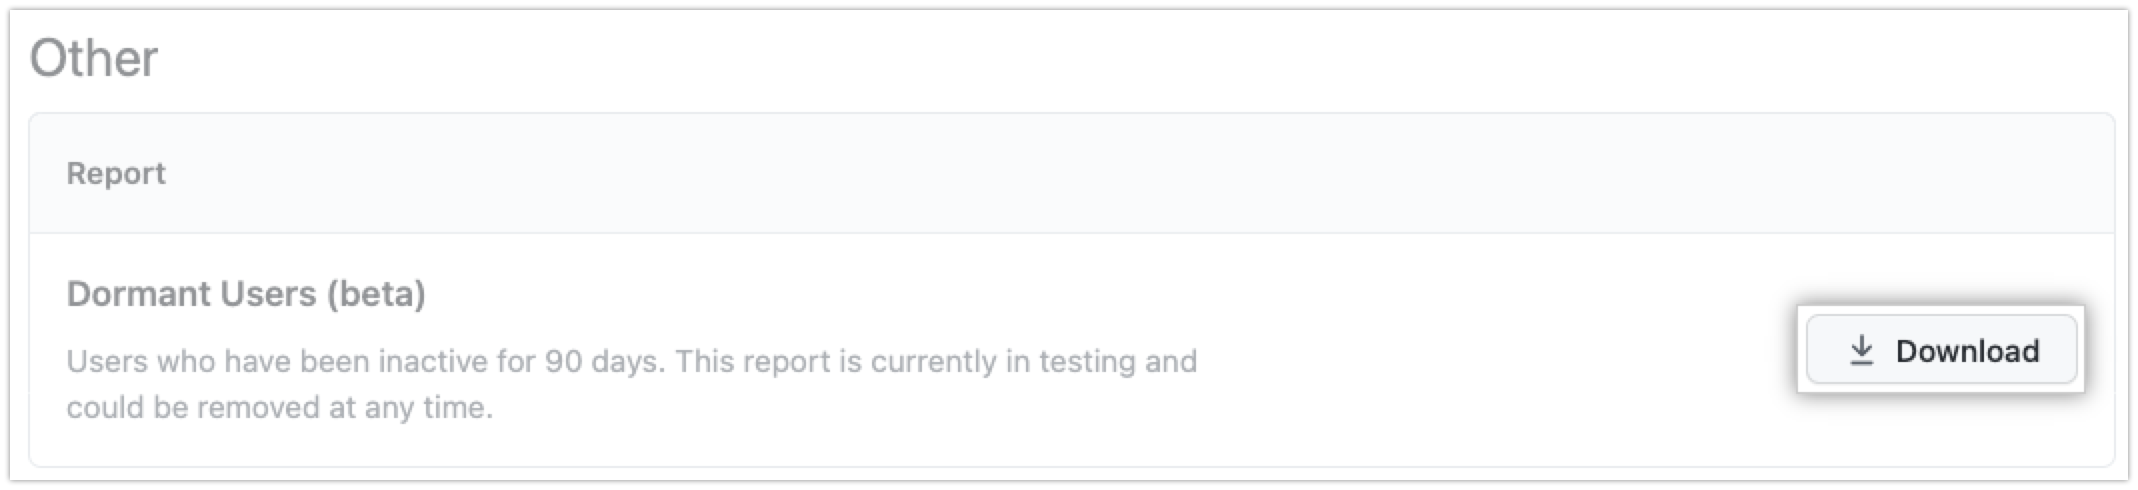 Other
Report
Dormant Users (beta)
Users who have been inactive for 90 days. This report is currently in testing and
could be removed at any time.
Download